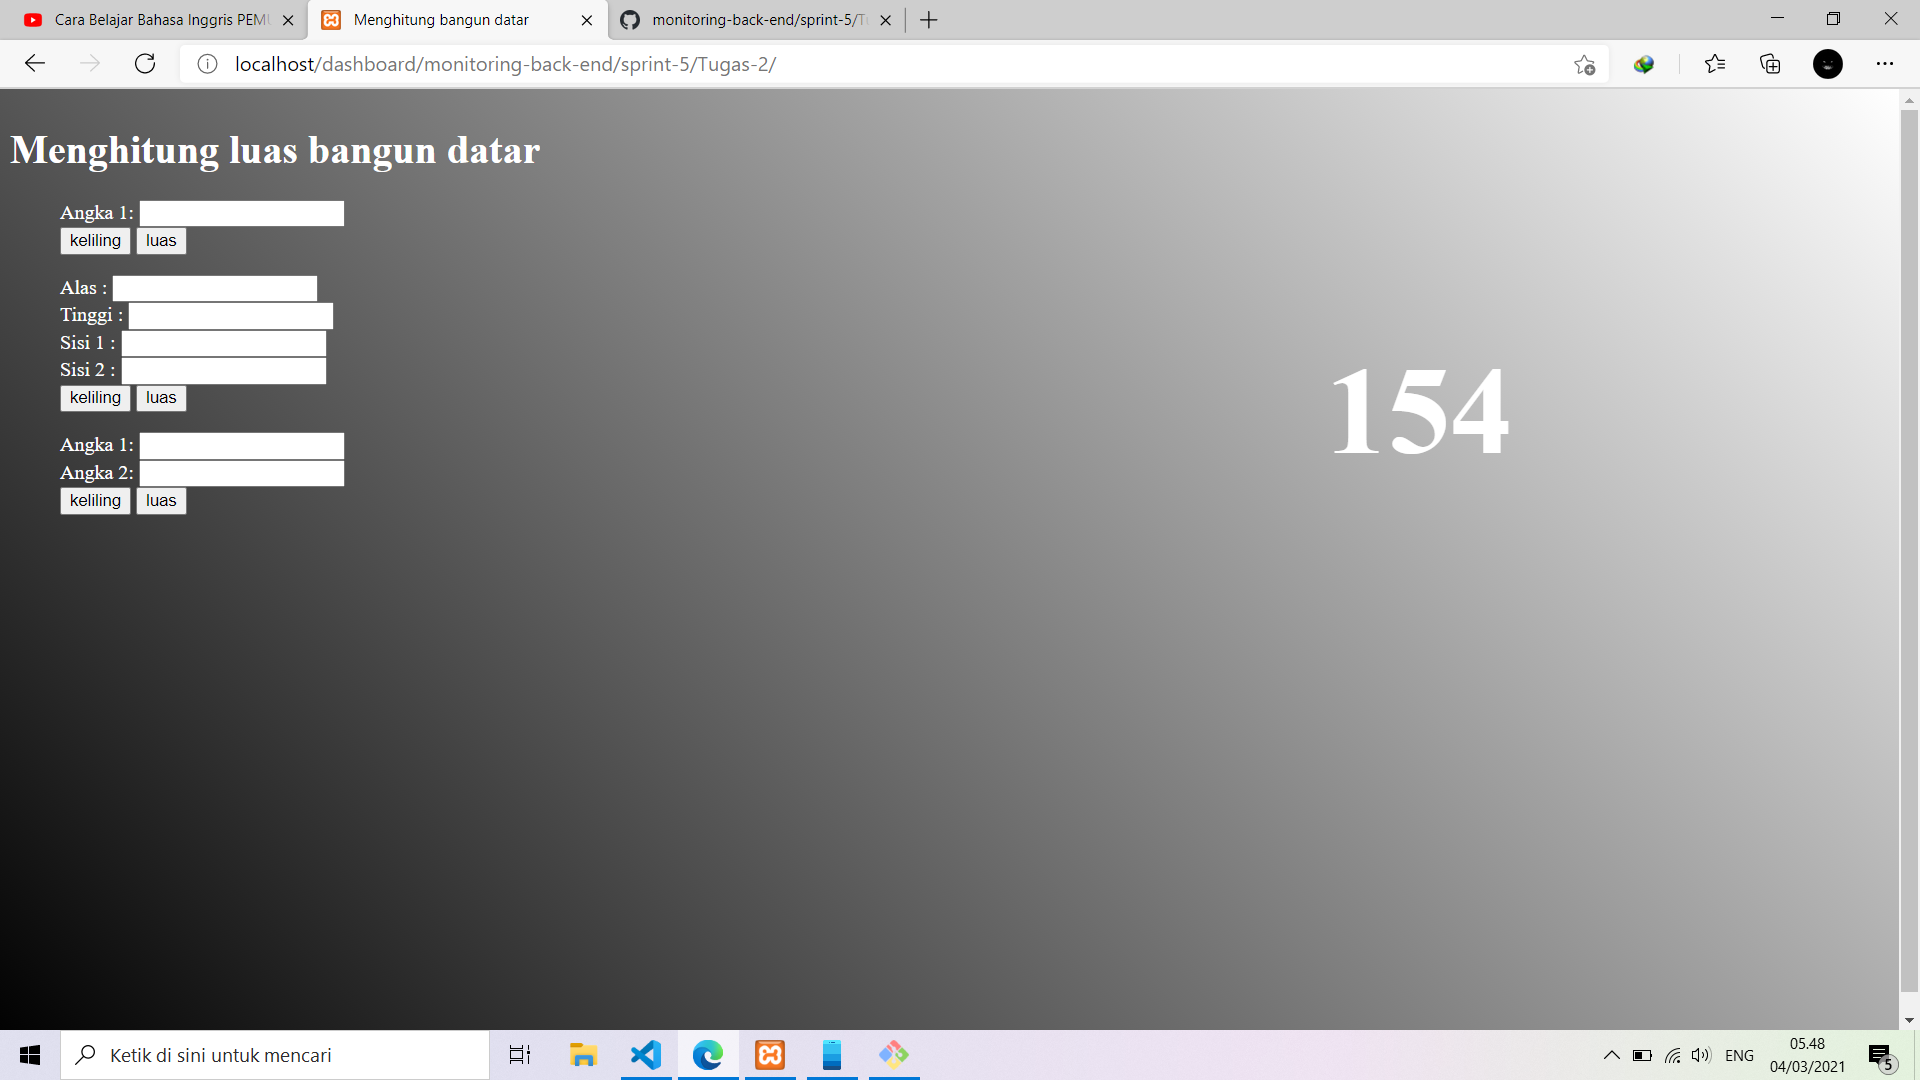 Cara Belajar Bahasa Inggris PEM
Menghitung bangun datar
monitoring-back-end/sprint-5/T
localhost/dashboard/monitoring-back-end/sprint-5/Tugas-2/
Menghitung luas bangun datar
Angka 1:
keliling luas
Alas :
Tinggi :
Sisi 1 :
Sisi 2 :
keliling luas
154
Angka 1:
Angka 2:
keliling luas
Ketik di sini untuk mencari
ENG
05.48
04/03/2021
5